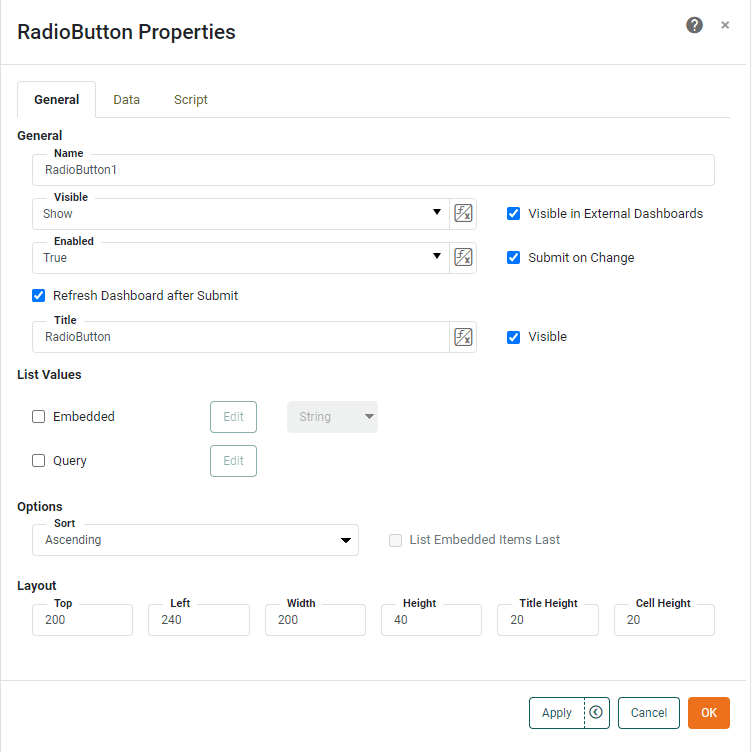 RadioButton Properties
General Data Script
General
Name
RadioButton1
Visible
Show
Visible in External Dashboards
Enabled
True
Submit on Change
Refresh Dashboard after Submit
Title
RadioButton
Visible
List Values
Embedded Edit String
Query Edit
Options
Sort
Ascending
List Embedded Items Last
Layout
Top Left Width Height Title Height Cell Height
200 240 200 40 20 20
Apply Cancel OK